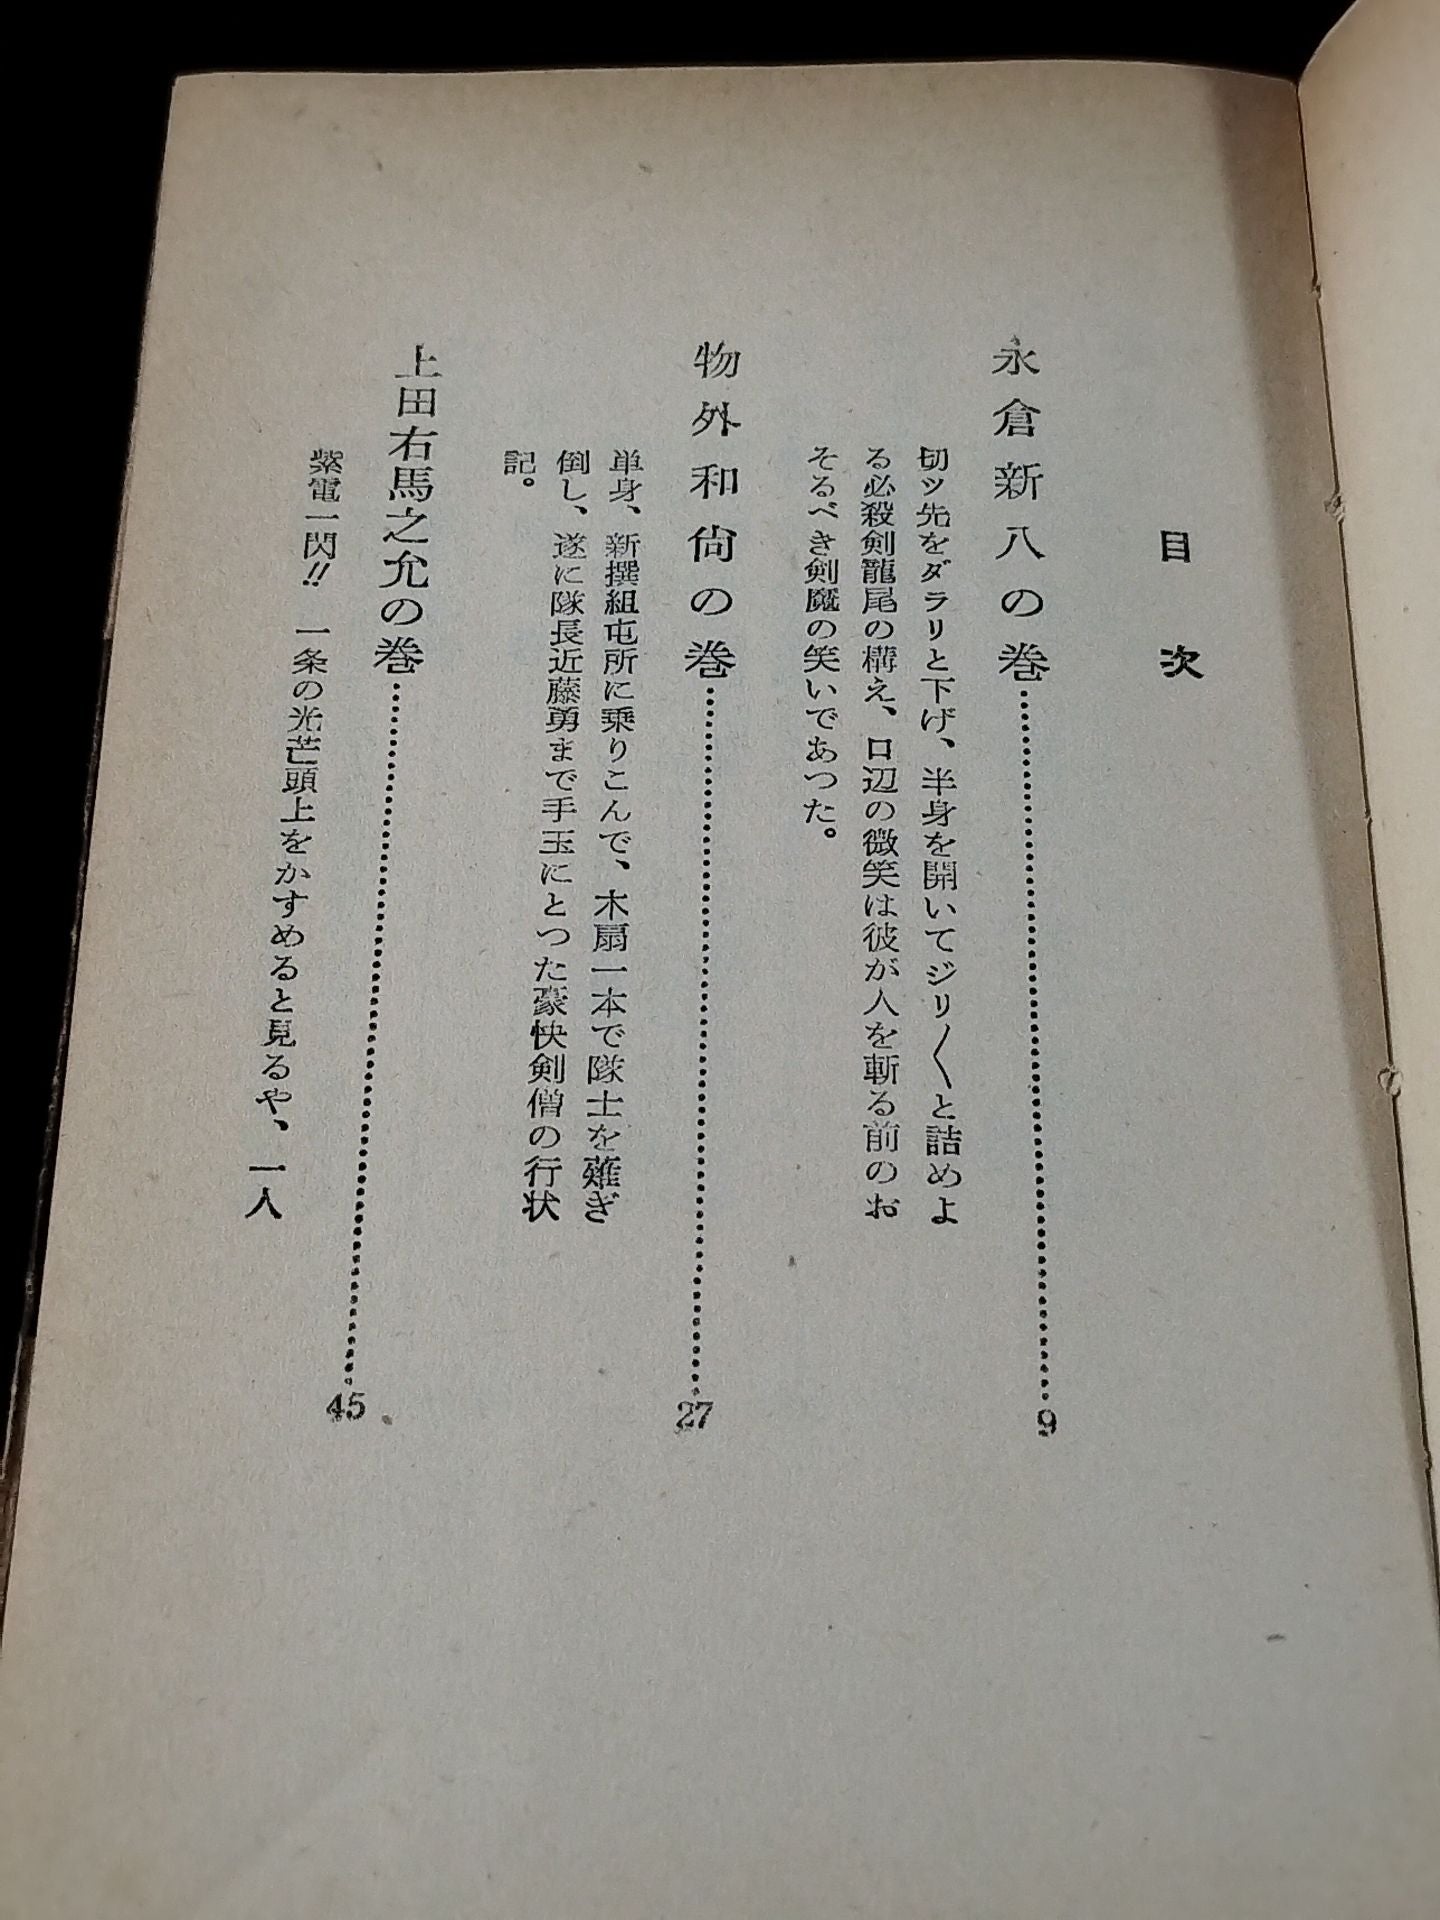 目次
永倉新八の巻……………………9
切ッ先をダラリと下げ、半身を開いてジリ〳〵と詰めよ
る必殺剣龍尾の構え、口辺の微笑は彼が人を斬る前のお
そるべき剣魔の笑いであつた。
物外和尚の巻……………………27
単身、新撰組屯所に乗りこんで、木扇一本で隊士を薙ぎ
倒し、遂に隊長近藤勇まで手玉にとつた豪快剣僧の行状
記。
上田右馬之允の巻……………………45
紫電一閃!! 一条の光芒頭上をかすめると見るや、一人